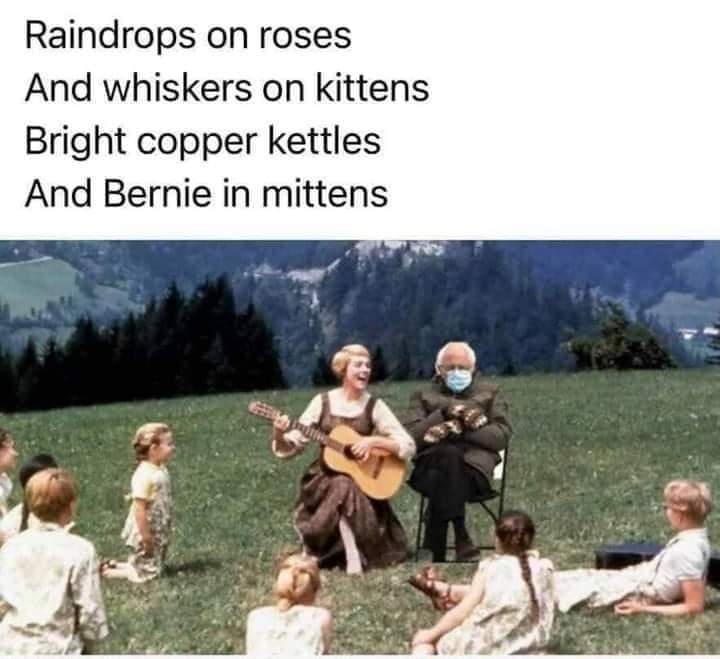 Raindrops on roses
And whiskers on kittens
Bright copper kettles
And Bernie in mittens